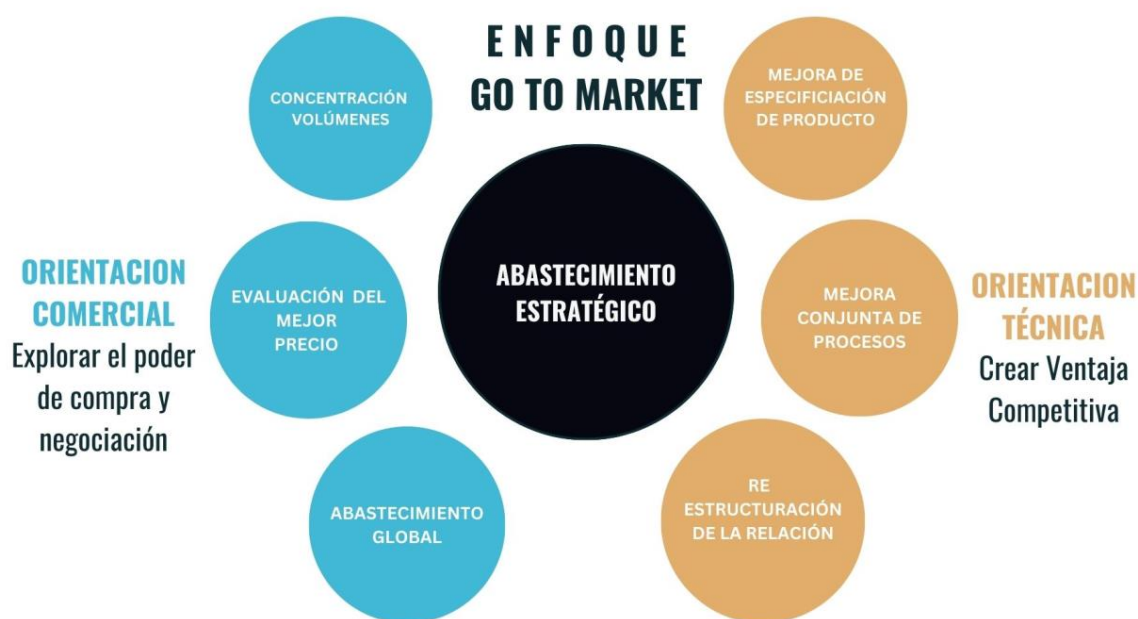 ENFOQUE
GO TO MARKET
CONCENTRACIÓN
VOLÚMENES
EVALUACIÓN DEL
MEJOR
PRECIO
ABASTECIMIENTO
GLOBAL
ORIENTACION
COMERCIAL
Explorar el poder
de compra y
negociación
ABASTECIMIENTO
ESTRATÉGICO
MEJORA DE
ESPECIFICIACIÓN
DE PRODUCTO
MEJORA
CONJUNTA DE
PROCESOS
RE
ESTRUCTURACIÓN
DE LA RELACIÓN
ORIENTACION
TÉCNICA
Crear Ventaja
Competitiva